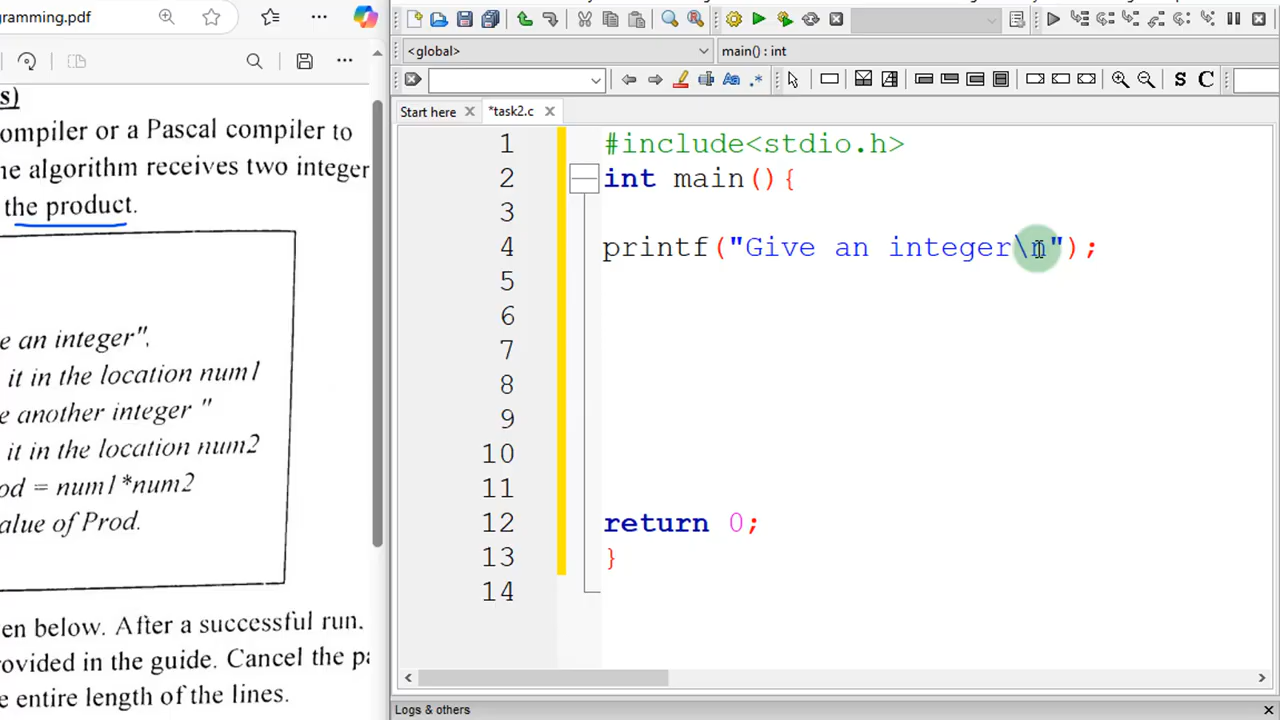 gramming.pdf
<global>
main() : int
S C
Start here
*task2.c
s)
ompiler or a Pascal compiler to
he algorithm receives two integer
the product.
e an integer",
it in the location num1
e another integer "
it in the location num2
od = num1*num2
alue of Prod.
en below. After a successful run.
rovided in the guide. Cancel the pa
e entire length of the lines.
1 #include<stdio.h>
2 int main(){
3
4 printf("Give an integer\n");
5
6
7
8
9
10
11
12 return 0;
13 }
14
Logs & others